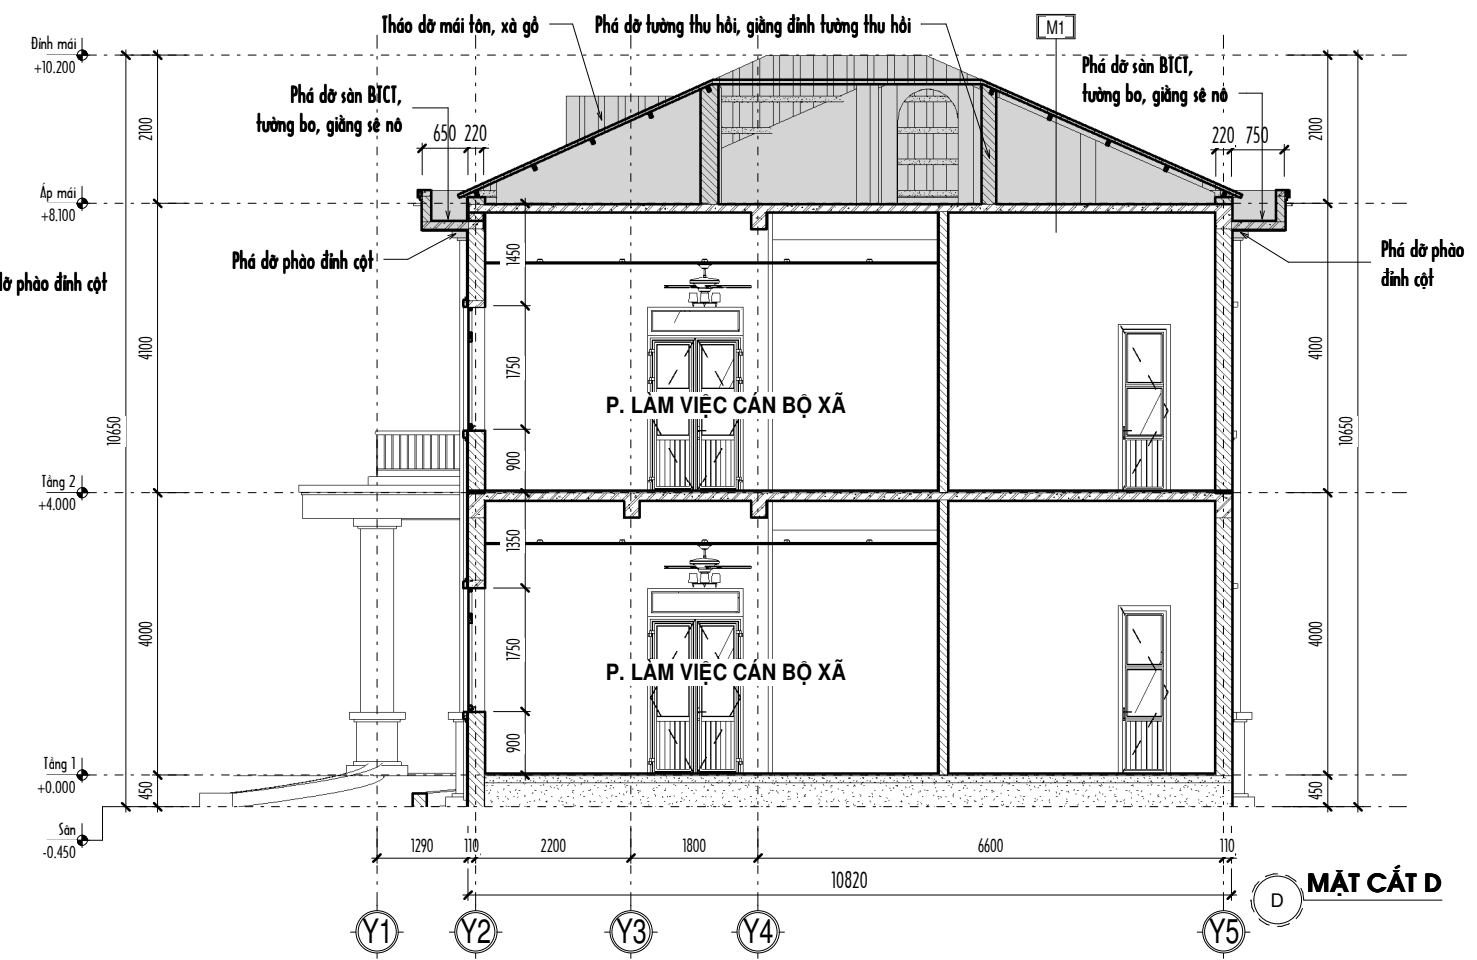 Tháo dỡ mái tôn, xà gồ
Phá dỡ tường thu hồi, giằng đỉnh tường thu hồi
M1
Đỉnh mái
+10.200
Phá dỡ sàn BTCT,
tường bo, giằng sê nô
Phá dỡ sàn BTCT,
tường bo, giằng sê nô
2100
650
220
220
750
2100
Áp mái
+8.100
Phá dỡ phào đỉnh cột
dỡ phào đỉnh cột
Phá dỡ phào
đỉnh cột
1450
4100
1750
4100
P. LÀM VIỆC CÁN BỘ XÃ
10650
10650
900
Tầng 2
+4.000
1350
4000
1750
4000
P. LÀM VIỆC CÁN BỘ XÃ
900
Tầng 1
+0.000
450
450
Sân
-0.450
1290
110
2200
1800
6600
110
10820
MẶT CẮT D
D
Y1
Y2
Y3
Y4
Y5